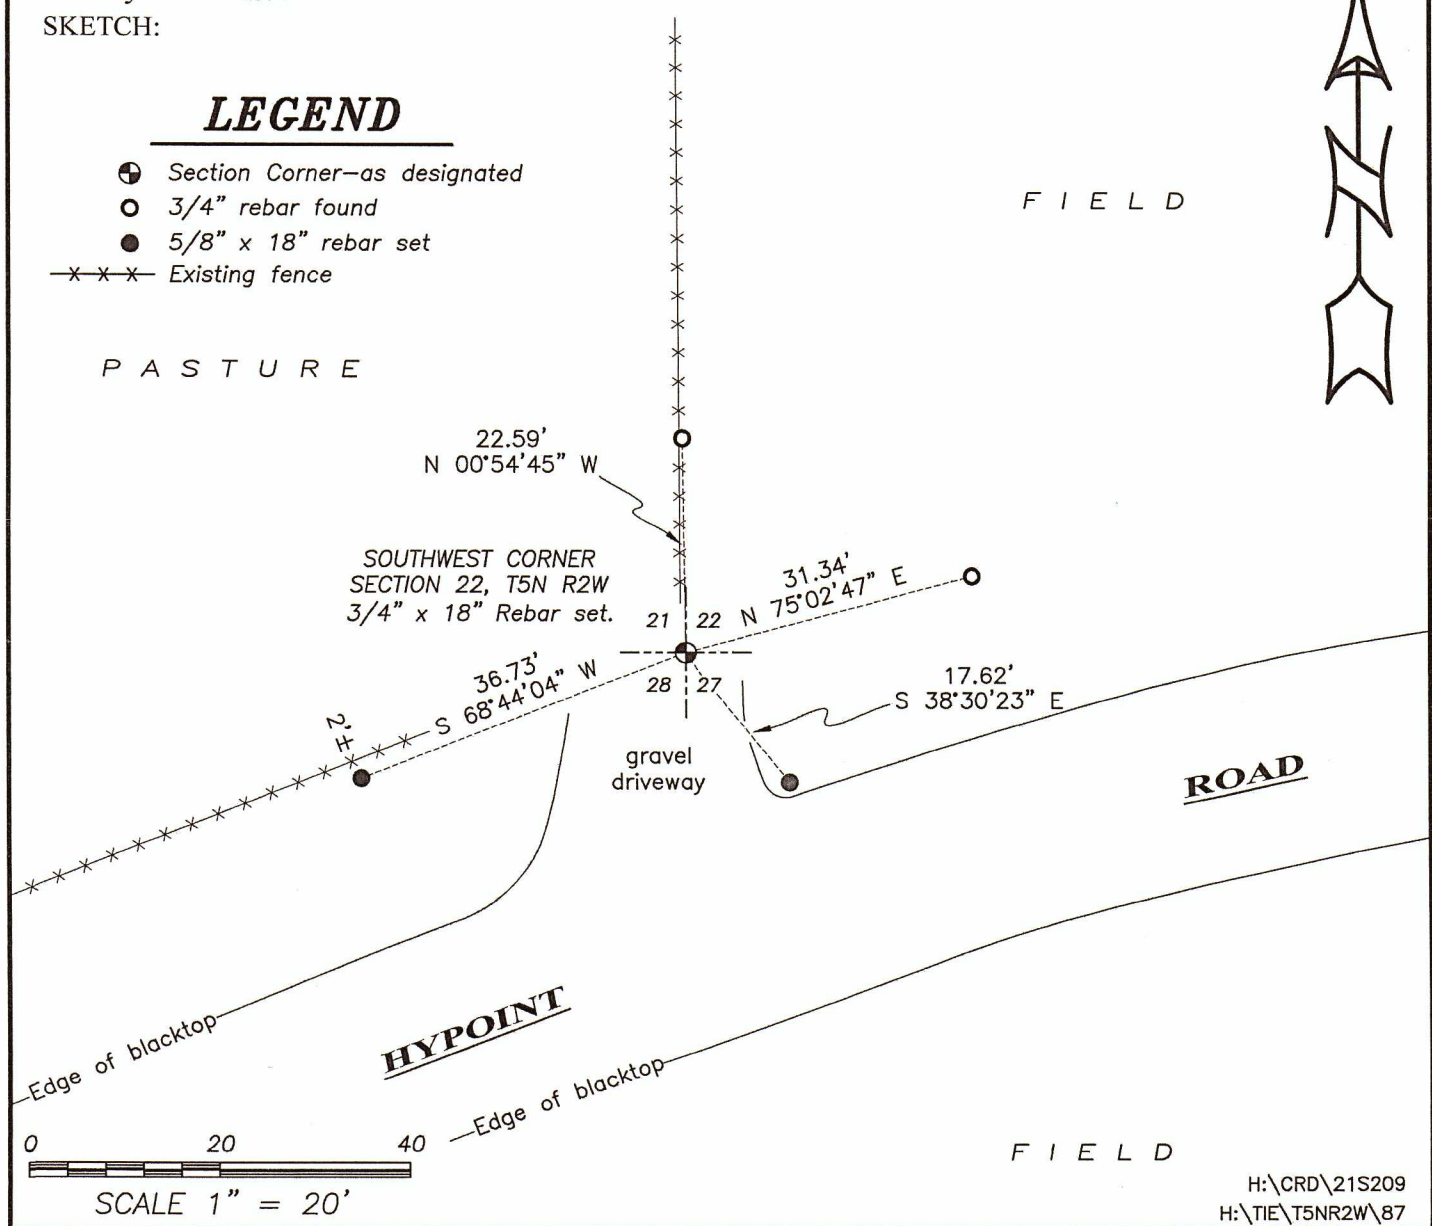 SKETCH:
LEGEND
Section Corner-as designated
3/4" rebar found
5/8" x 18" rebar set
Existing fence
N
FIELD
PASTURE
22.59'
N 00°54'45" W
SOUTHWEST CORNER
SECTION 22, T5N R2W
3/4" x 18" Rebar set.
31.34'
N 75°02'47" E
21 22
28 27
36.73'
S 68°44'04" W
2'±
17.62'
S 38°30'23" E
gravel
driveway
ROAD
HYPOINT
Edge of blacktop
Edge of blacktop
0 20 40
SCALE 1" = 20'
FIELD
H:\CRD\21S209
H:\TIE\T5NR2W\87